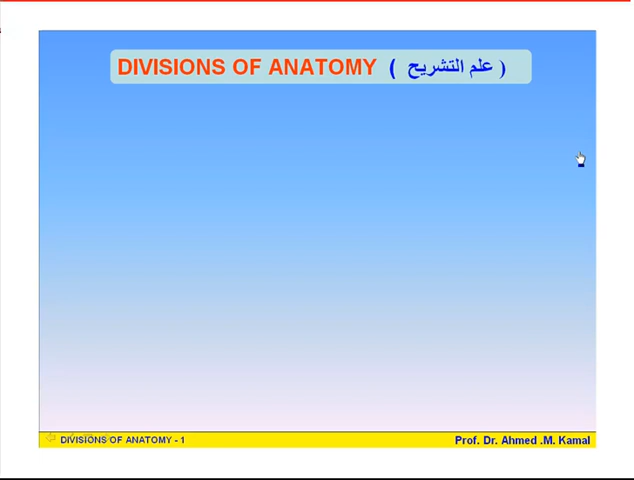 DIVISIONS OF ANATOMY ( علم التشريح )
DIVISIONS OF ANATOMY - 1
Prof. Dr. Ahmed .M. Kamal